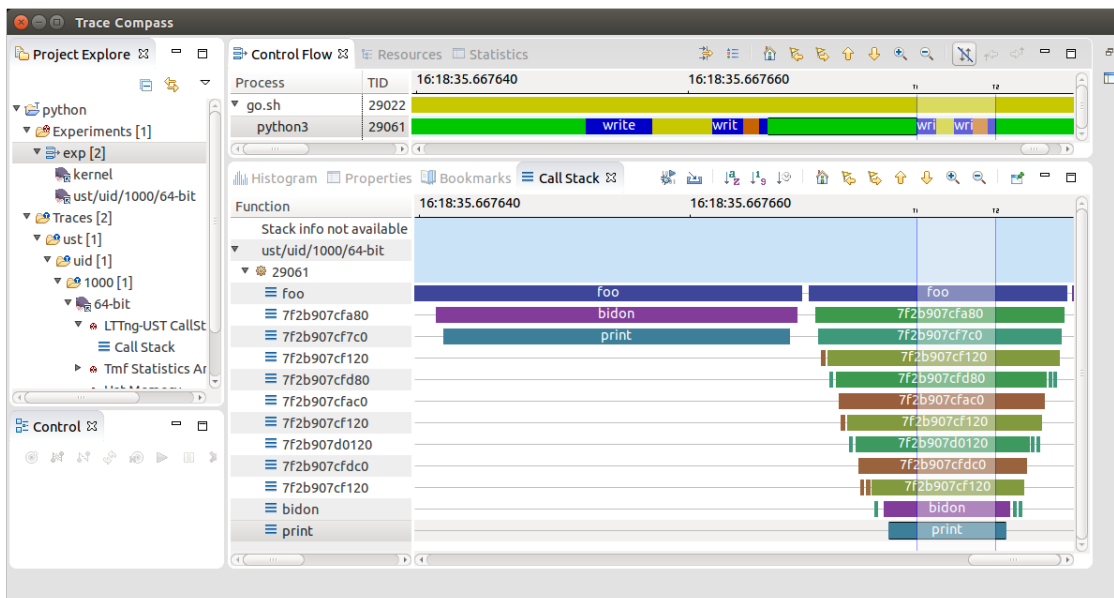 Trace Compass
Project Explore
python
Experiments [1]
exp [2]
kernel
ust/uid/1000/64-bit
Traces [2]
ust [1]
uid [1]
1000 [1]
64-bit
LTTng-UST CallSt
Call Stack
Tmf Statistics Ar
Control
Control Flow Resources Statistics
Process TID 16:18:35.667640 16:18:35.667660
T1 T2
go.sh 29022
python3 29061 write writ wri wri
Histogram Properties Bookmarks Call Stack
Function 16:18:35.667640 16:18:35.667660
T1 T2
Stack info not available
ust/uid/1000/64-bit
29061
foo foo foo
7f2b907cfa80 bidon 7f2b907cfa80
7f2b907cf7c0 print 7f2b907cf7c0
7f2b907cf120 7f2b907cf120
7f2b907cfd80 7f2b907cfd80
7f2b907cfac0 7f2b907cfac0
7f2b907cf120 7f2b907cf120
7f2b907d0120 7f2b907d0120
7f2b907cfdc0 7f2b907cfdc0
7f2b907cf120 7f2b907cf120
bidon bidon
print print